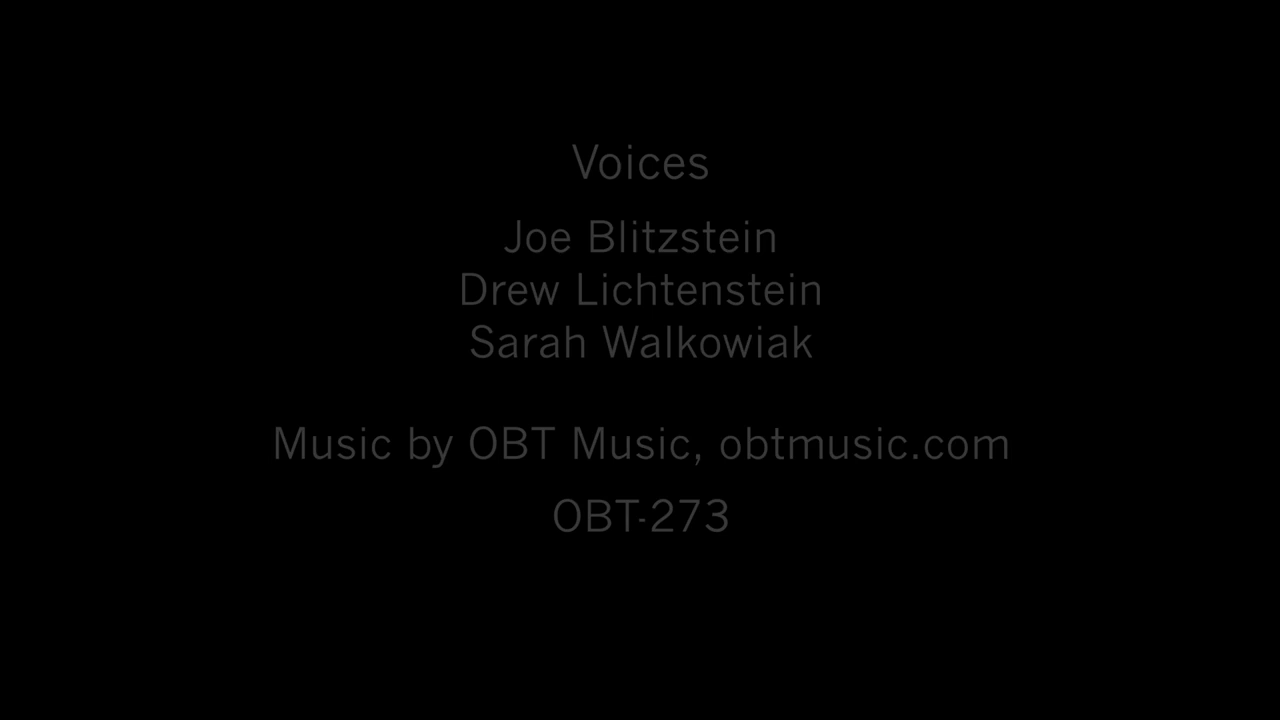 Voices
Joe Blitzstein
Drew Lichtenstein
Sarah Walkowiak
Music by OBT Music, obtmusic.com
OBT-273